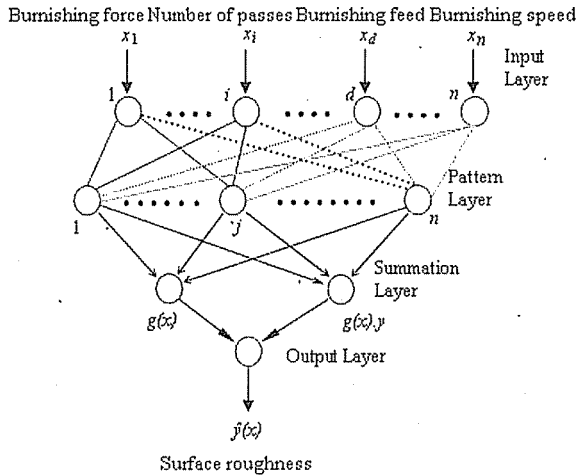 Burnishing force Number of passes Burnishing feed Burnishing speed
x₁ xᵢ x_d xₙ
Input
Layer
1 i d n
Pattern
Layer
1 j n
Summation
Layer
g(x) g(x).y
Output Layer
ŷ(x)
Surface roughness